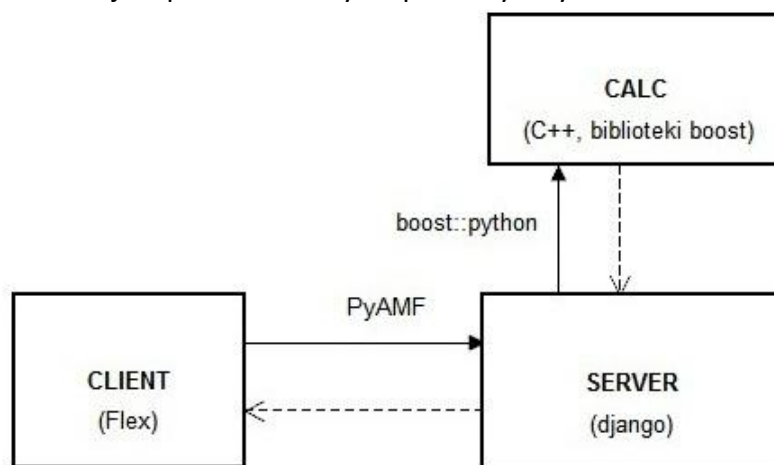 CALC
(C++, biblioteki boost)
boost::python
PyAMF
CLIENT
(Flex)
SERVER
(django)